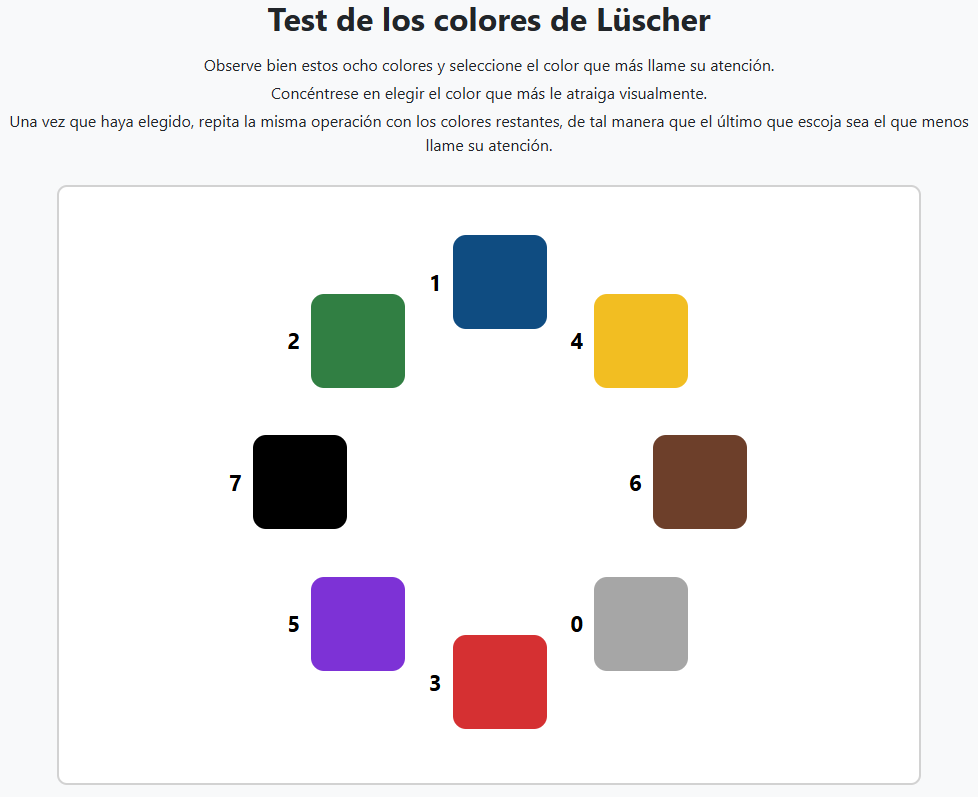 Test de los colores de Lüscher
Observe bien estos ocho colores y seleccione el color que más llame su atención.
Concéntrese en elegir el color que más le atraiga visualmente.
Una vez que haya elegido, repita la misma operación con los colores restantes, de tal manera que el último que escoja sea el que menos
llame su atención.
1
2
4
7
6
5
0
3